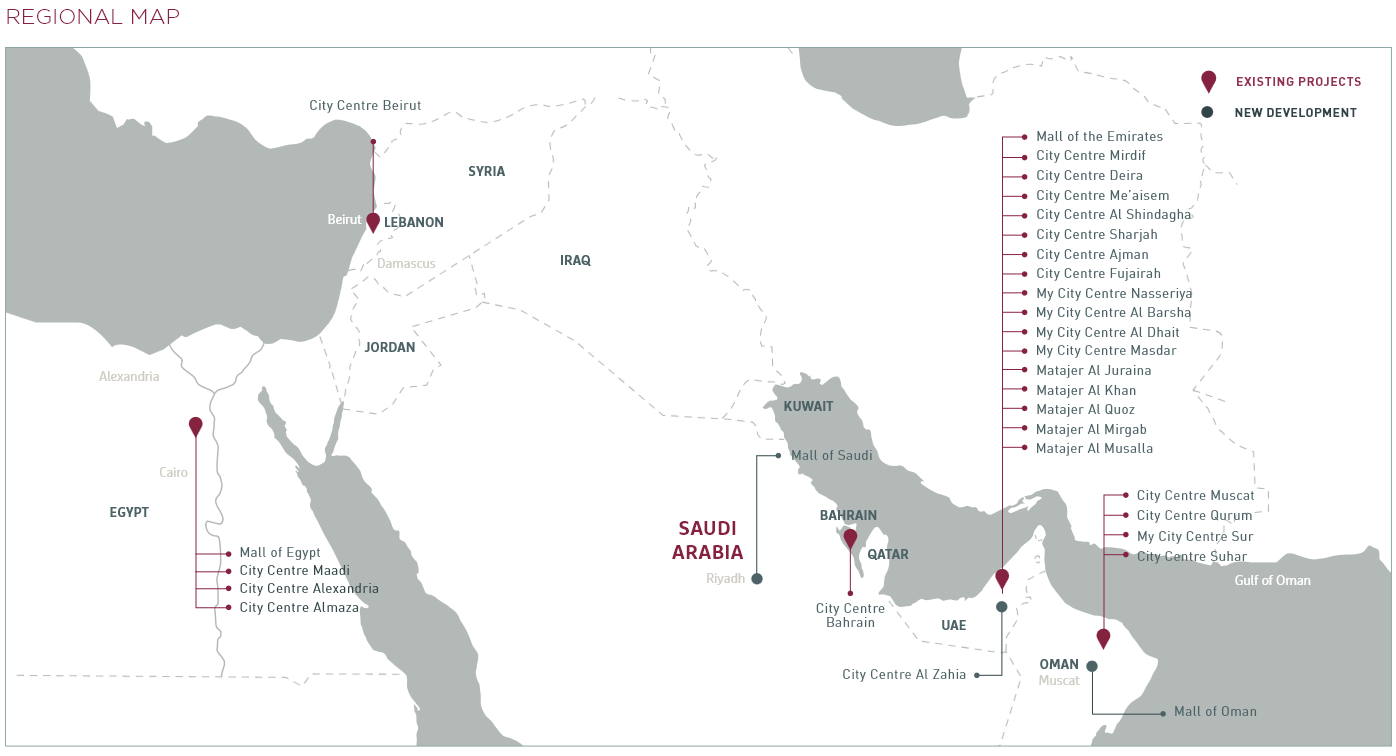 REGIONAL MAP
EXISTING PROJECTS
NEW DEVELOPMENT
City Centre Beirut
SYRIA
Beirut
LEBANON
Damascus
IRAQ
JORDAN
Alexandria
Cairo
EGYPT
Mall of Egypt
City Centre Maadi
City Centre Alexandria
City Centre Almaza
KUWAIT
Mall of Saudi
SAUDI
ARABIA
Riyadh
BAHRAIN
QATAR
City Centre
Bahrain
Mall of the Emirates
City Centre Mirdif
City Centre Deira
City Centre Me’aisem
City Centre Al Shindagha
City Centre Sharjah
City Centre Ajman
City Centre Fujairah
My City Centre Nasseriya
My City Centre Al Barsha
My City Centre Al Dhait
My City Centre Masdar
Matajer Al Juraina
Matajer Al Khan
Matajer Al Quoz
Matajer Al Mirgab
Matajer Al Musalla
UAE
City Centre Al Zahia
City Centre Muscat
City Centre Qurum
My City Centre Sur
City Centre Suhar
Gulf of Oman
OMAN
Muscat
Mall of Oman